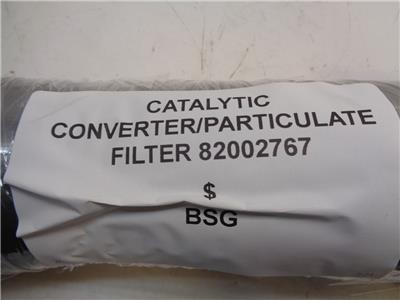 CATALYTIC
CONVERTER/PARTICULATE
FILTER 82002767
$
BSG